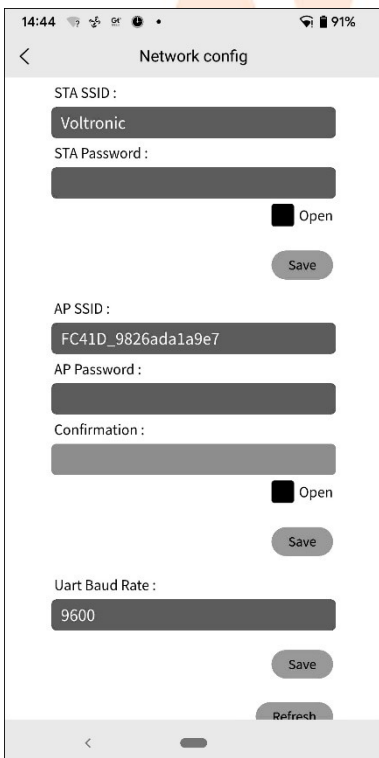 14:44
91%
Network config
STA SSID :
Voltronic
STA Password :
Open
Save
AP SSID :
FC41D_9826ada1a9e7
AP Password :
Confirmation :
Open
Save
Uart Baud Rate :
9600
Save
Refresh